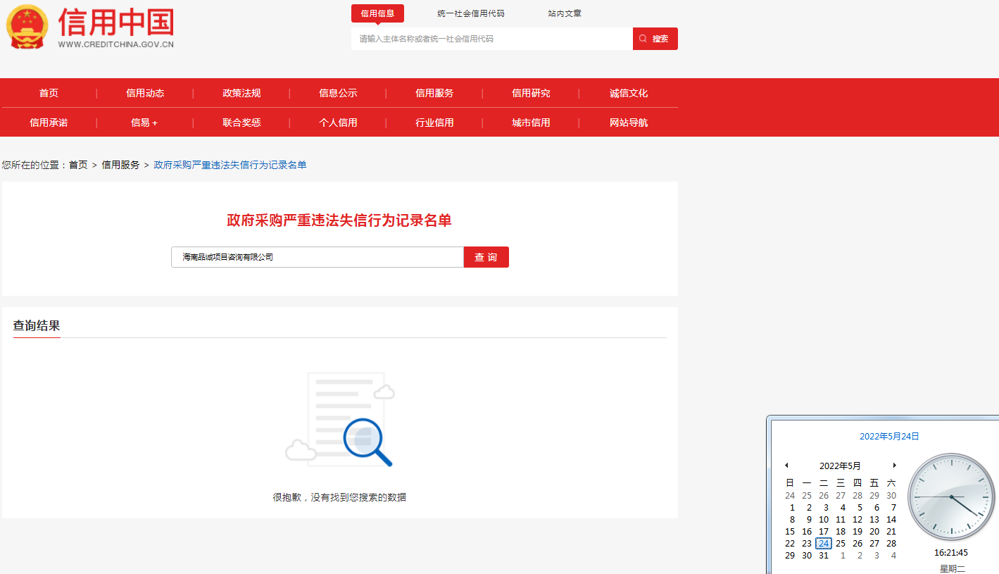 信用中国
WWW.CREDITCHINA.GOV.CN
信用信息 统一社会信用代码 站内文章
请输入主体名称或者统一社会信用代码 搜索
首页 | 信用动态 | 政策法规 | 信息公示 | 信用服务 | 信用研究 | 诚信文化
信用承诺 | 信易+ | 联合奖惩 | 个人信用 | 行业信用 | 城市信用 | 网站导航
您所在的位置：首页 > 信用服务 > 政府采购严重违法失信行为记录名单
政府采购严重违法失信行为记录名单
海南品诚项目咨询有限公司 查 询
查询结果
很抱歉，没有找到您搜索的数据
2022年5月24日
2022年5月
日 一 二 三 四 五 六
24 25 26 27 28 29 30
1 2 3 4 5 6 7
8 9 10 11 12 13 14
15 16 17 18 19 20 21
22 23 24 25 26 27 28
29 30 31 1 2 3 4
16:21:45
星期二